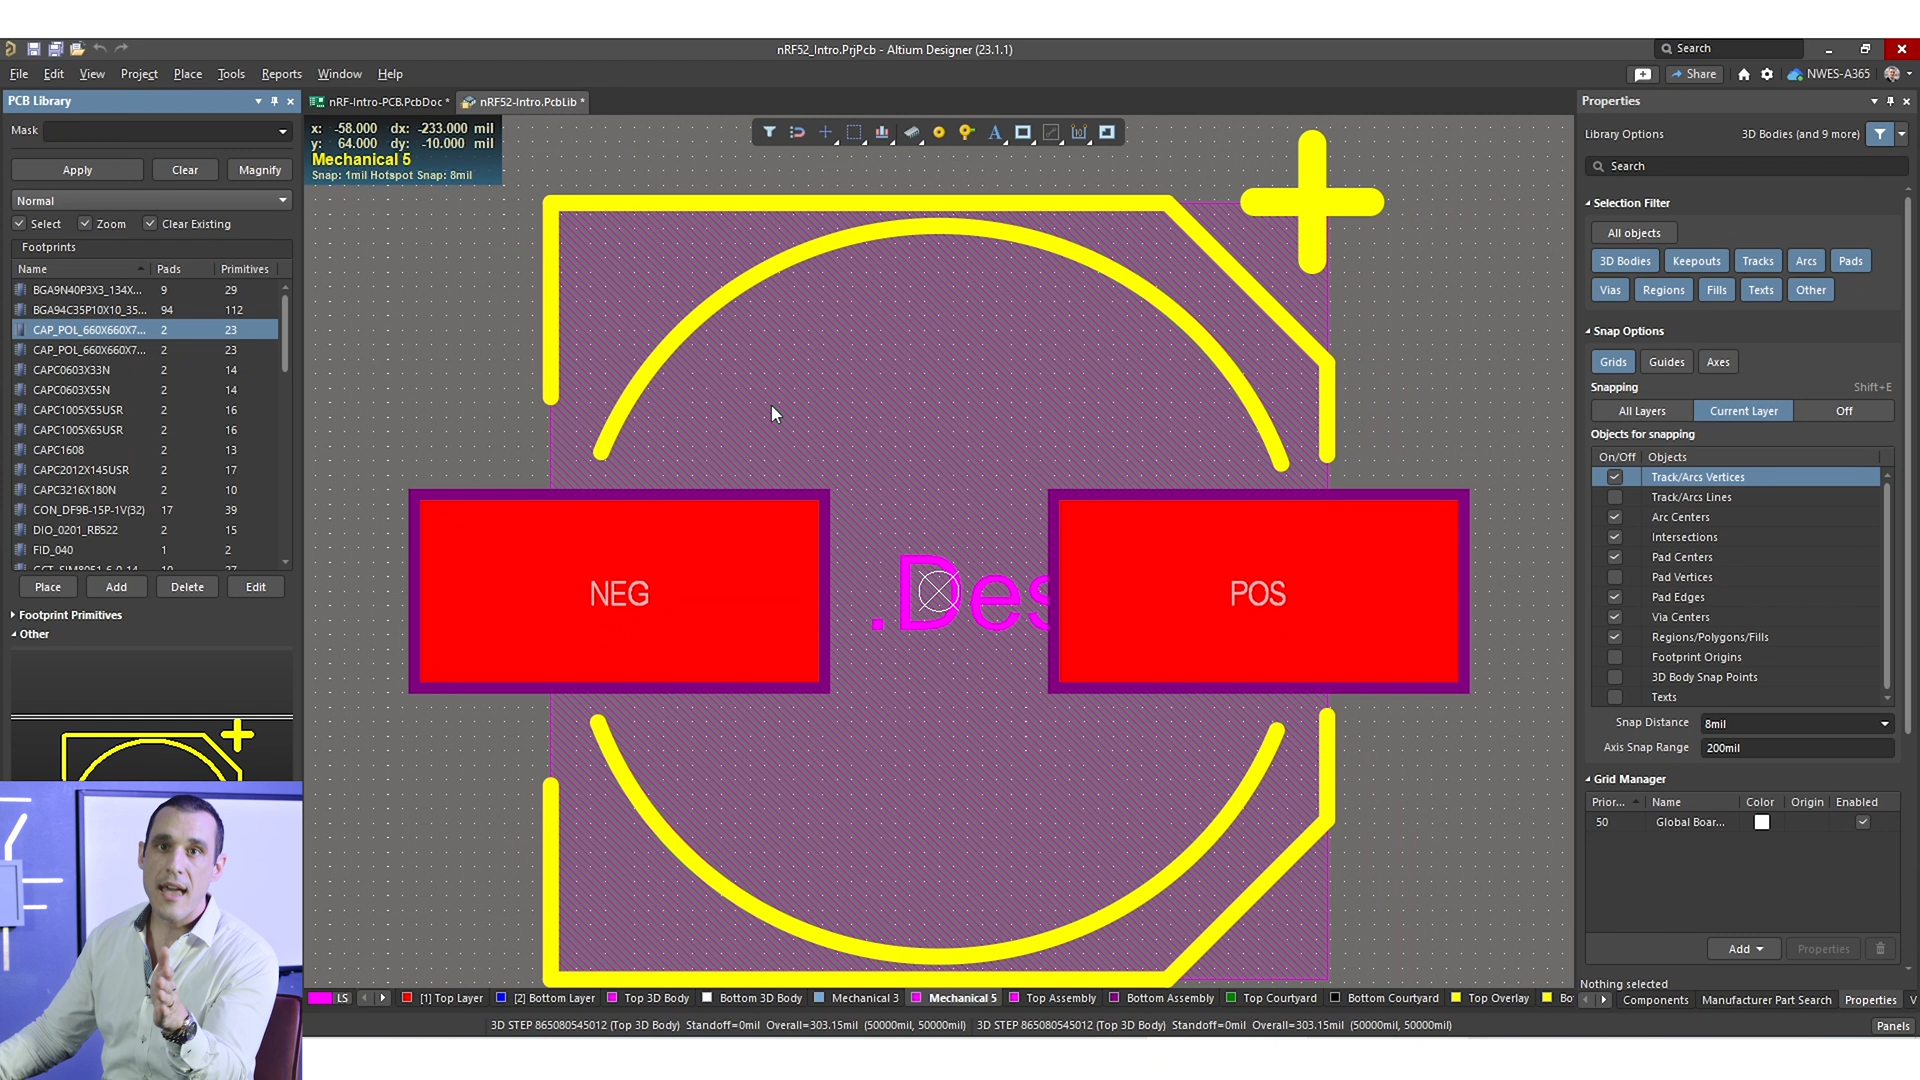 nRF52_Intro.PrjPcb - Altium Designer (23.1.1)
Search
File Edit View Project Place Tools Reports Window Help
Share
NWES-A365
PCB Library
nRF-Intro-PCB.PcbDoc *
nRF52-Intro.PcbLib *
Properties
Mask
x: -58.000 dx: -233.000 mil
y: 64.000 dy: -10.000 mil
Mechanical 5
Snap: 1mil Hotspot Snap: 8mil
Library Options
3D Bodies (and 9 more)
Search
Apply Clear Magnify
Normal
Select Zoom Clear Existing
Footprints
Name Pads Primitives
BGA9N40P3X3_134X... 9 29
BGA94C35P10X10_35... 94 112
CAP_POL_660X660X7... 2 23
CAP_POL_660X660X7... 2 23
CAPC0603X33N 2 14
CAPC0603X55N 2 14
CAPC1005X55USR 2 16
CAPC1005X65USR 2 16
CAPC1608 2 13
CAPC2012X145USR 2 17
CAPC3216X180N 2 10
CON_DF9B-15P-1V(32) 17 39
DIO_0201_RB522 2 15
FID_040 1 2
Place Add Delete Edit
Footprint Primitives
Other
NEG
.Des
POS
Selection Filter
All objects
3D Bodies Keepouts Tracks Arcs Pads
Vias Regions Fills Texts Other
Snap Options
Grids Guides Axes
Snapping Shift+E
All Layers Current Layer Off
Objects for snapping
On/Off Objects
Track/Arcs Vertices
Track/Arcs Lines
Arc Centers
Intersections
Pad Centers
Pad Vertices
Pad Edges
Via Centers
Regions/Polygons/Fills
Footprint Origins
3D Body Snap Points
Texts
Snap Distance 8mil
Axis Snap Range 200mil
Grid Manager
Prior... Name Color Origin Enabled
50 Global Boar...
Add Properties
Nothing selected
LS [1] Top Layer [2] Bottom Layer Top 3D Body Bottom 3D Body Mechanical 3 Mechanical 5 Top Assembly Bottom Assembly Top Courtyard Bottom Courtyard Top Overlay Bo
Components Manufacturer Part Search Properties V
3D STEP 865080545012 (Top 3D Body) Standoff=0mil Overall=303.15mil (50000mil, 50000mil) 3D STEP 865080545012 (Top 3D Body) Standoff=0mil Overall=303.15mil (50000mil, 50000mil)
Panels